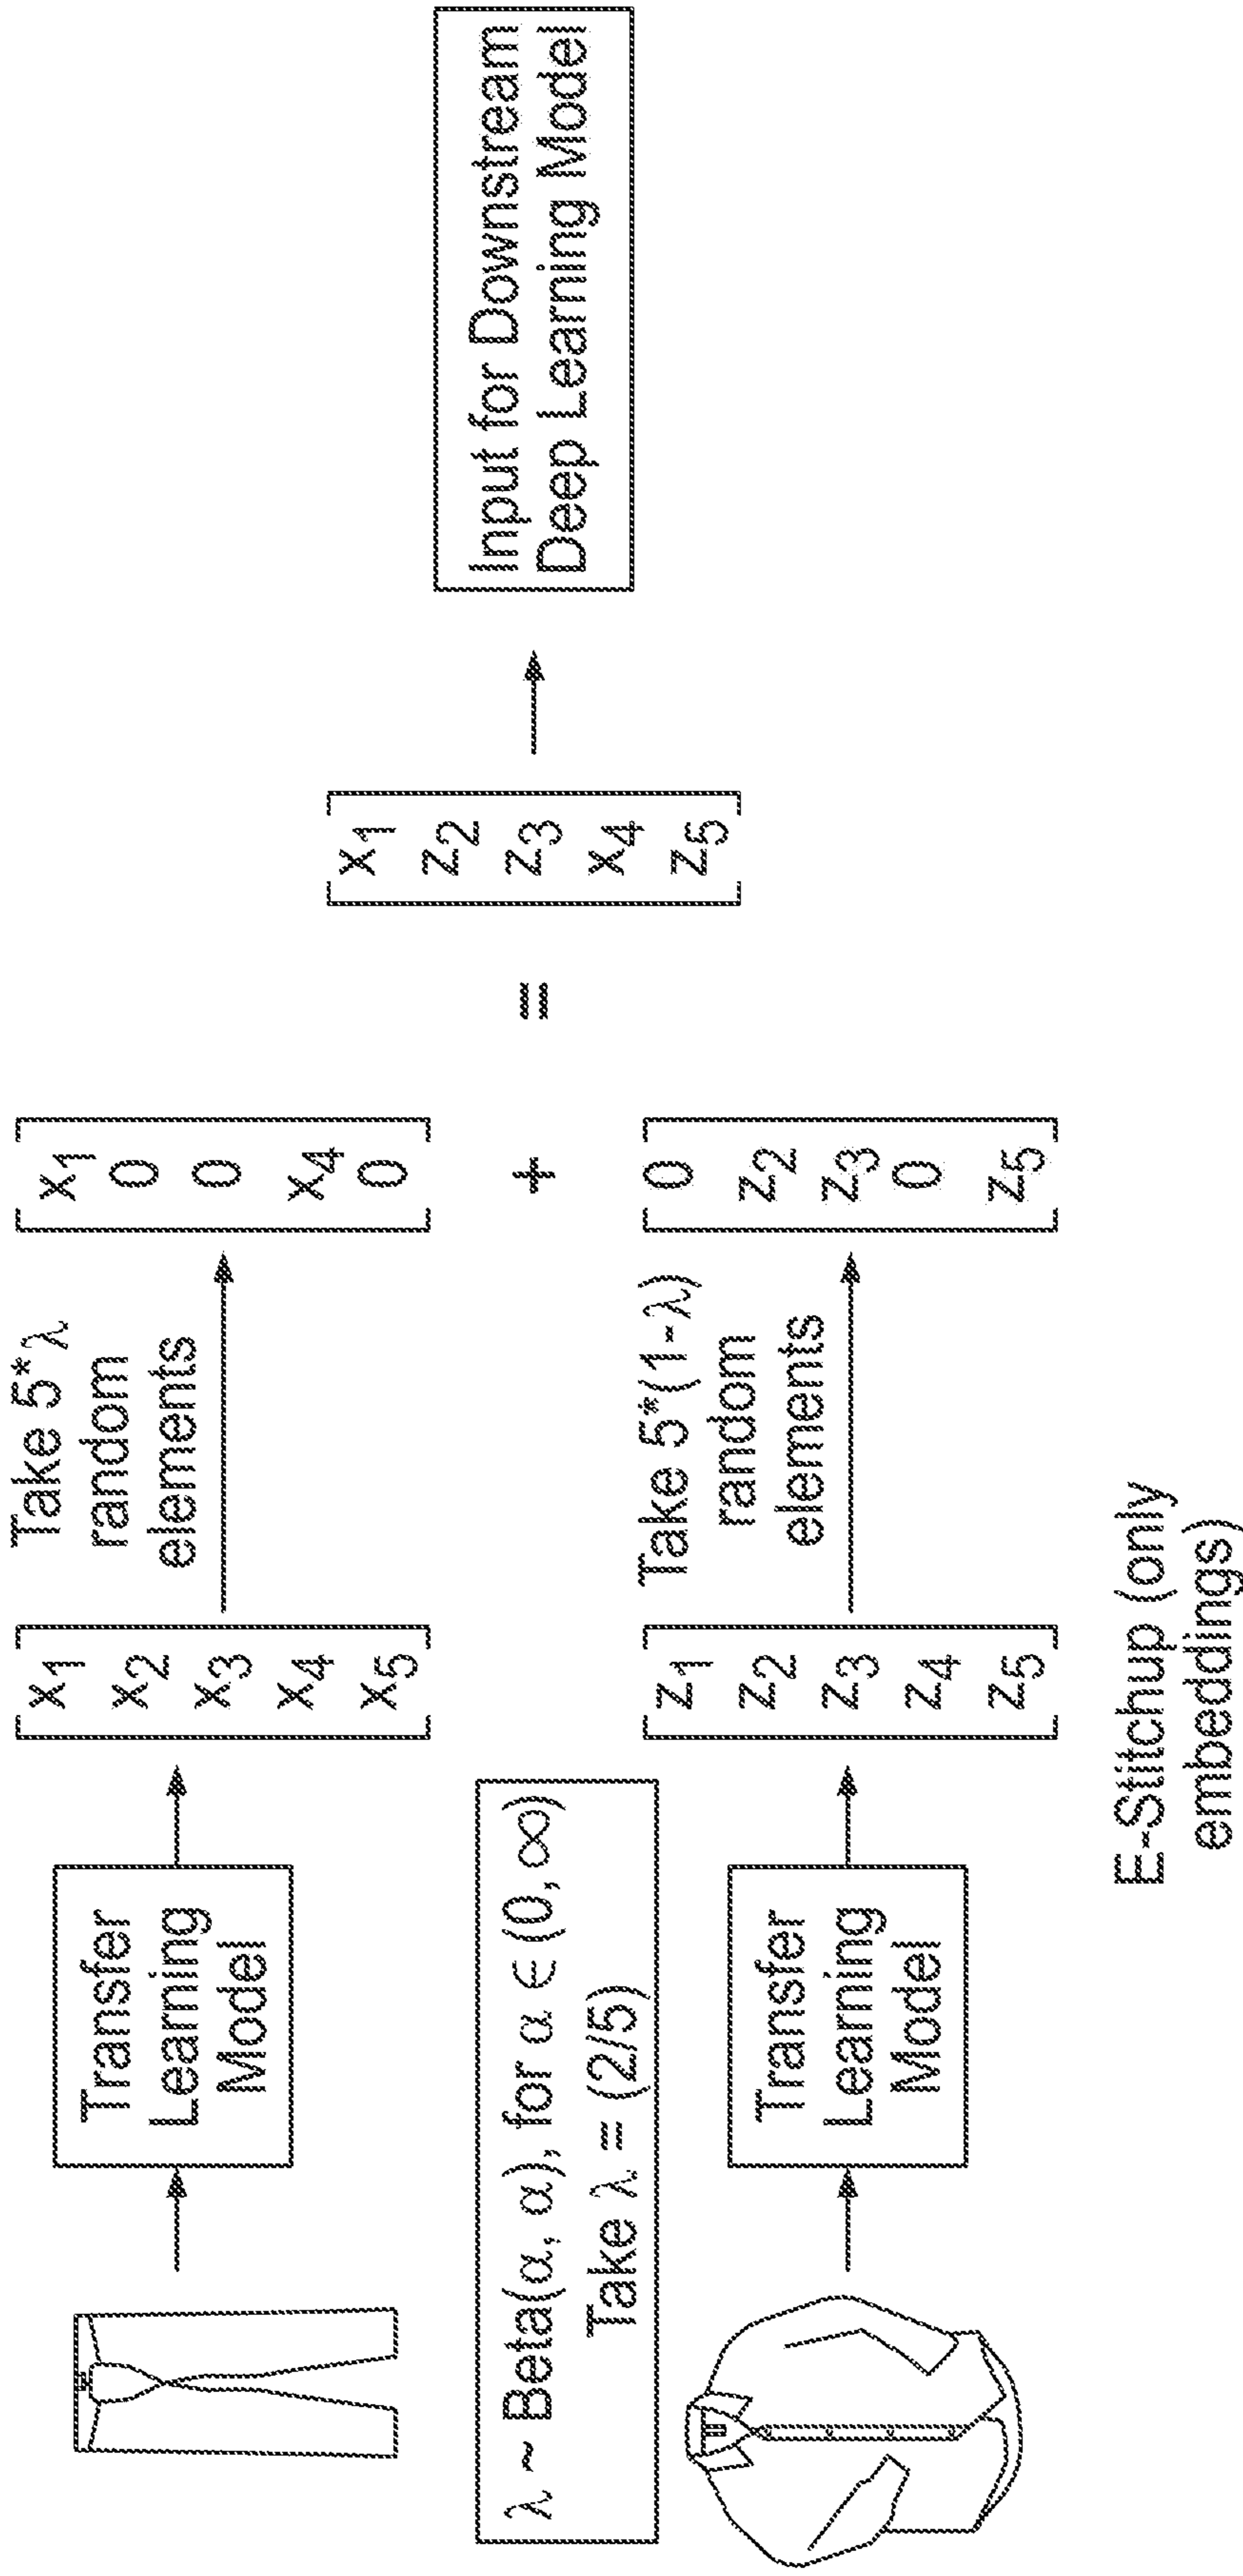 Transfer
Learning
Model
x1
x2
x3
x4
x5
Take 5*λ
random
elements
x1
0
0
x4
0
λ ~ Beta(α, α), for α ∈ (0, ∞)
Take λ = (2/5)
+
=
x1
z2
z3
x4
z5
Input for Downstream
Deep Learning Model
Transfer
Learning
Model
z1
z2
z3
z4
z5
Take 5*(1-λ)
random
elements
0
z2
z3
0
z5
E-Stitchup (only
embeddings)